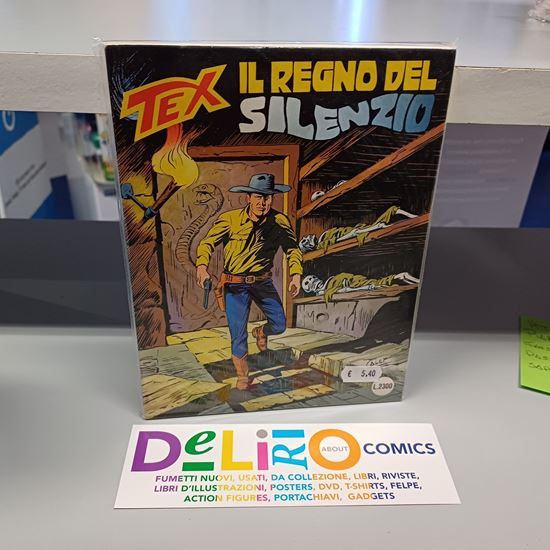 TEX
IL REGNO DEL
SILENZIO
€ 5,40
L.2300
DeLiRiO
ABOUT
COMICS
FUMETTI NUOVI, USATI, DA COLLEZIONE, LIBRI, RIVISTE,
LIBRI D'ILLUSTRAZIONI, POSTERS, DVD, T-SHIRTS, FELPE,
ACTION FIGURES, PORTACHIAVI, GADGETS